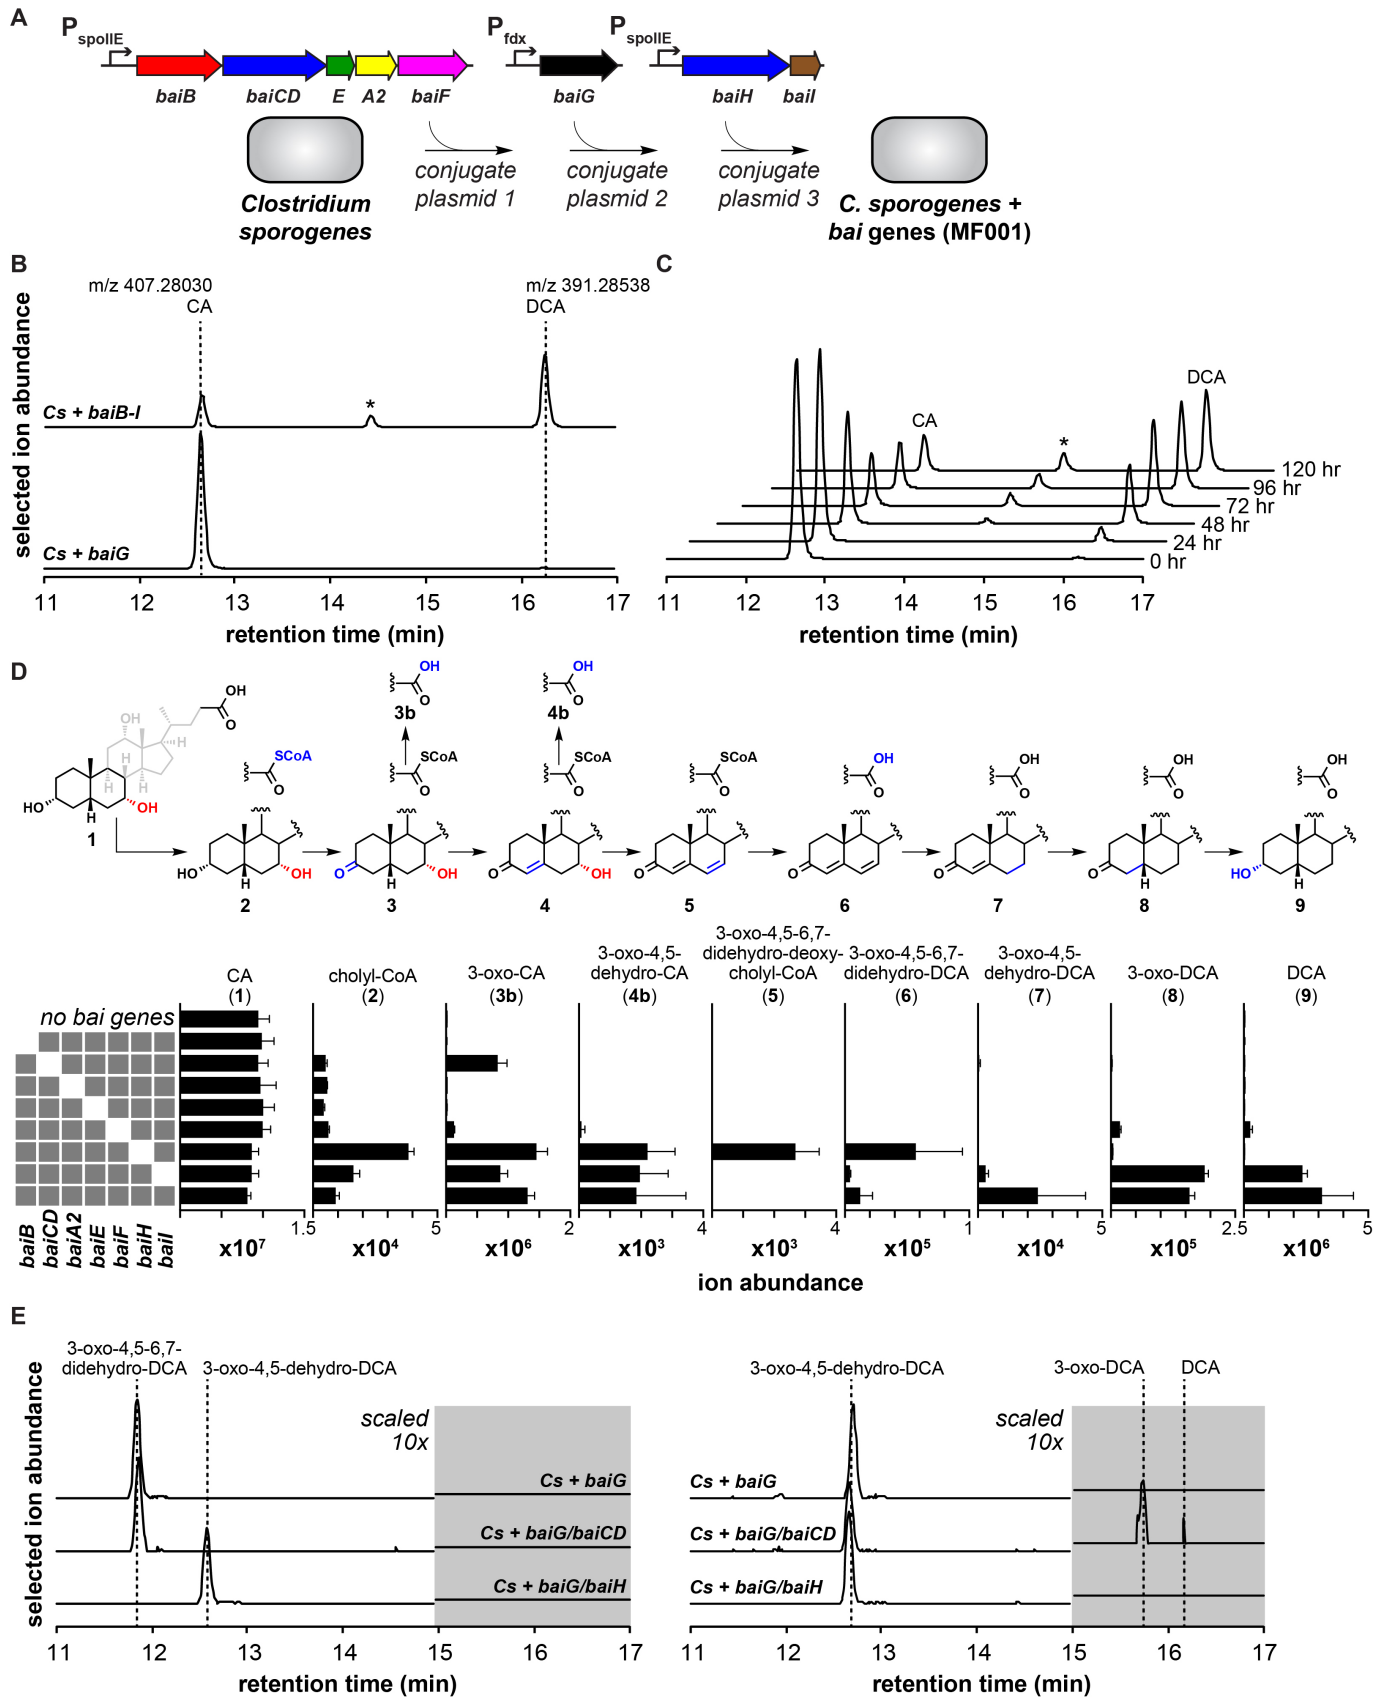 A
PspoIIE
Pfdx
PspoIIE
baiB baiCD E A2 baiF baiG baiH baiI
conjugate plasmid 1
conjugate plasmid 2
conjugate plasmid 3
Clostridium
sporogenes
C. sporogenes +
bai genes (MF001)
B
m/z 407.28030
CA
m/z 391.28538
DCA
selected ion abundance
Cs + baiB-I
*
Cs + baiG
11 12 13 14 15 16 17
retention time (min)
C
CA
*
DCA
120 hr
96 hr
72 hr
48 hr
24 hr
0 hr
11 12 13 14 15 16 17
retention time (min)
D
OH
O
3b
OH
O
4b
OH
OH
O
H
H
H
H
HO
OH
H
1
SCoA
O
HO
OH
H
2
SCoA
O
O
OH
H
3
SCoA
O
O
OH
4
SCoA
O
O
5
OH
O
O
6
OH
O
O
7
OH
O
O
H
8
OH
O
HO
H
9
CA
(1)
cholyl-CoA
(2)
3-oxo-CA
(3b)
3-oxo-4,5-
dehydro-CA
(4b)
3-oxo-4,5-6,7-
didehydro-deoxy-
cholyl-CoA
(5)
3-oxo-4,5-6,7-
didehydro-DCA
(6)
3-oxo-4,5-
dehydro-DCA
(7)
3-oxo-DCA
(8)
DCA
(9)
no bai genes
baiB
baiCD
baiA2
baiE
baiF
baiH
baiI
1.5 5 2 4 4 1 5 2.5 5
x10⁷ x10⁴ x10⁶ x10³ x10³ x10⁵ x10⁴ x10⁵ x10⁶
ion abundance
E
3-oxo-4,5-6,7-
didehydro-DCA
3-oxo-4,5-dehydro-DCA
selected ion abundance
scaled
10x
Cs + baiG
Cs + baiG/baiCD
Cs + baiG/baiH
11 12 13 14 15 16 17
retention time (min)
3-oxo-4,5-dehydro-DCA
3-oxo-DCA
DCA
scaled
10x
Cs + baiG
Cs + baiG/baiCD
Cs + baiG/baiH
11 12 13 14 15 16 17
retention time (min)